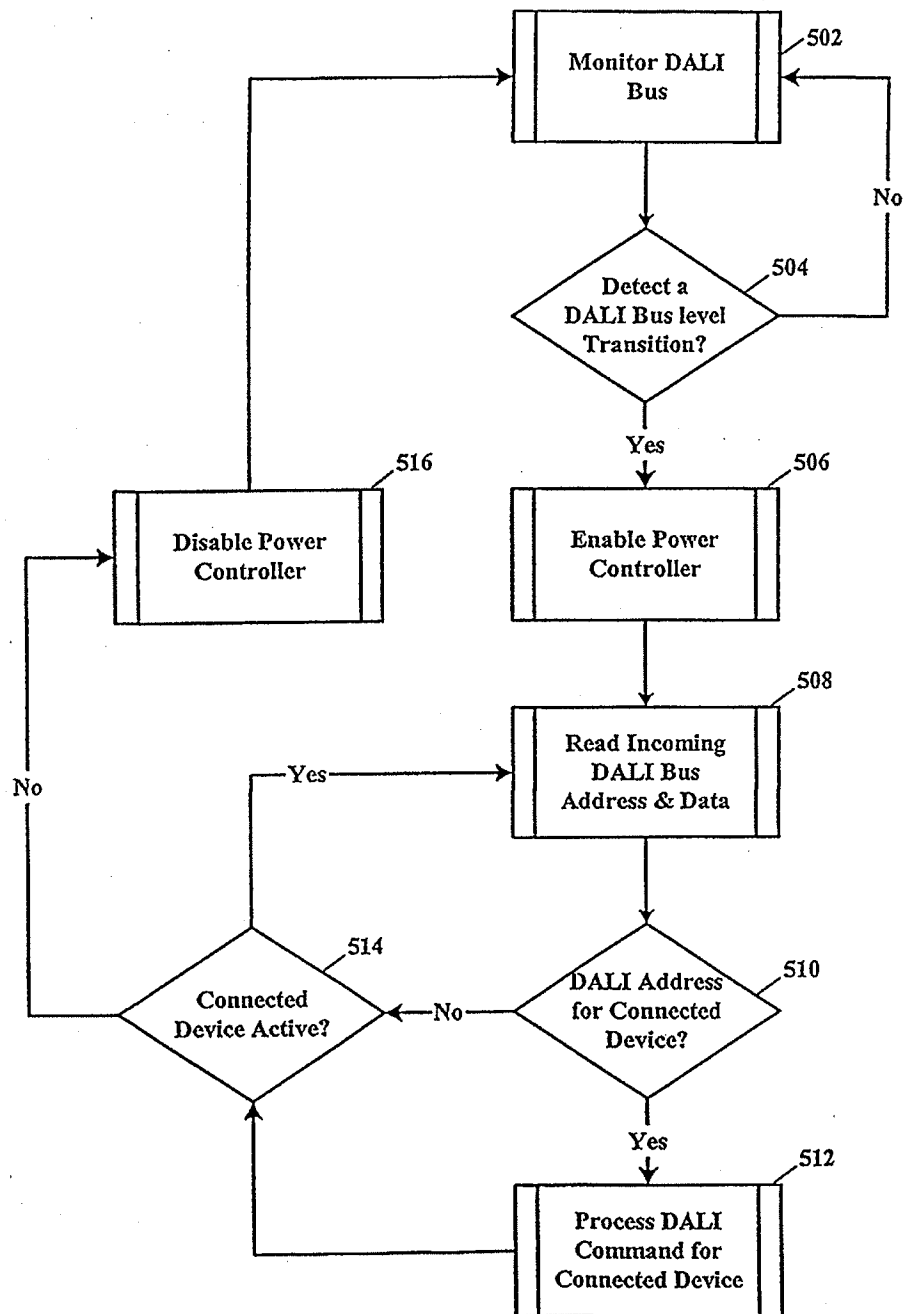 502
Monitor DALI
Bus
No
504
Detect a
DALI Bus level
Transition?
Yes
516
506
Disable Power
Controller
Enable Power
Controller
508
Yes
Read Incoming
DALI Bus
Address & Data
No
514
510
Connected
Device Active?
No
DALI Address
for Connected
Device?
Yes
512
Process DALI
Command for
Connected Device